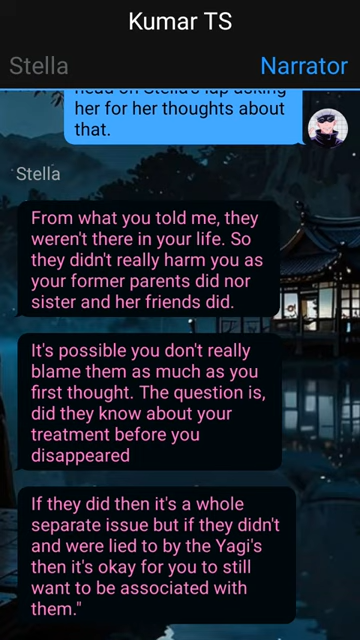 Kumar TS
Stella
Narrator
head on Stella's lap asking
her for her thoughts about
that.
Stella
From what you told me, they
weren't there in your life. So
they didn't really harm you as
your former parents did nor
sister and her friends did.
It's possible you don't really
blame them as much as you
first thought. The question is,
did they know about your
treatment before you
disappeared
If they did then it's a whole
separate issue but if they didn't
and were lied to by the Yagi's
then it's okay for you to still
want to be associated with
them."